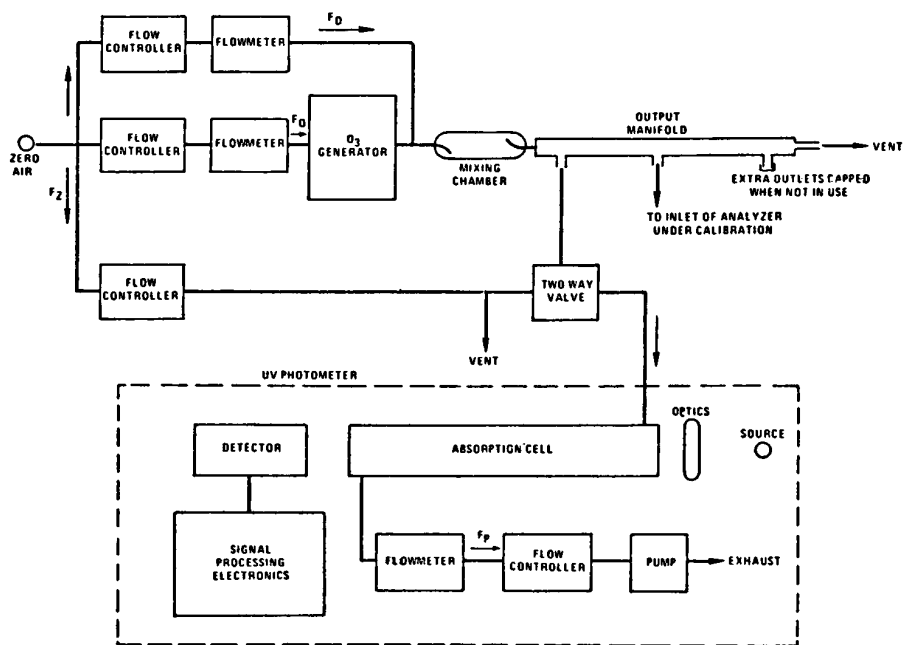 FLOW
CONTROLLER
FLOWMETER
FD
FLOW
CONTROLLER
FLOWMETER
FO
O3
GENERATOR
ZERO
AIR
MIXING
CHAMBER
OUTPUT
MANIFOLD
VENT
EXTRA OUTLETS CAPPED
WHEN NOT IN USE
TO INLET OF ANALYZER
UNDER CALIBRATION
FZ
FLOW
CONTROLLER
TWO WAY
VALVE
VENT
UV PHOTOMETER
DETECTOR
ABSORPTION CELL
OPTICS
SOURCE
SIGNAL
PROCESSING
ELECTRONICS
FLOWMETER
FP
FLOW
CONTROLLER
PUMP
EXHAUST